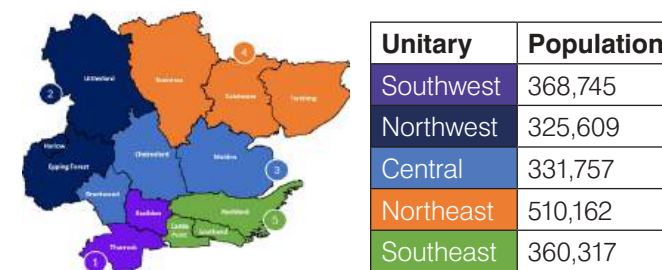 4
Uttlesford
Braintree
Colchester
Tendring
2
Harlow
Epping Forest
Chelmsford
Maldon
3
Brentwood
Basildon
Rochford
Castle
Point
Southend
5
Thurrock
1
Unitary Population
Southwest 368,745
Northwest 325,609
Central 331,757
Northeast 510,162
Southeast 360,317